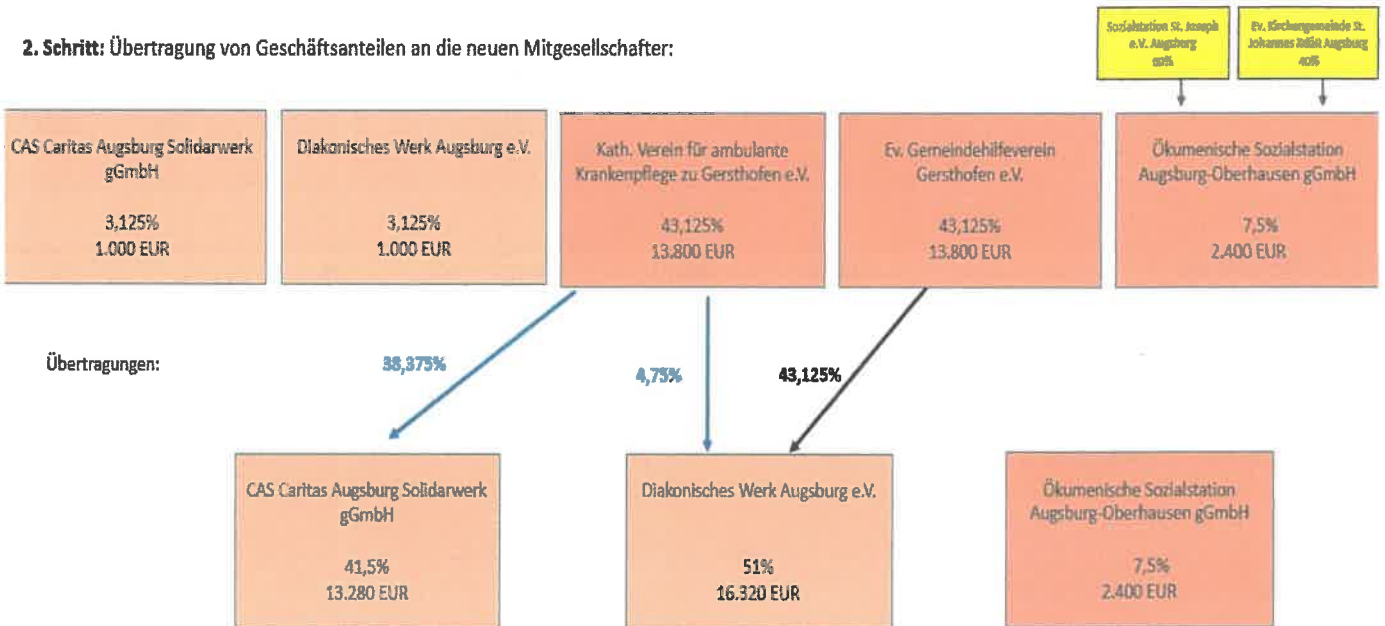 2. Schritt: Übertragung von Geschäftsanteilen an die neuen Mitgesellschafter:
Sozialstation St. Joseph
e.V. Augsburg
60%
Ev. Kirchengemeinde St.
Johannes Augsburg
40%
CAS Caritas Augsburg Solidarwerk
gGmbH
3,125%
1.000 EUR
Diakonisches Werk Augsburg e.V.
3,125%
1.000 EUR
Kath. Verein für ambulante
Krankenpflege zu Gersthofen e.V.
43,125%
13.800 EUR
Ev. Gemeindehilfeverein
Gersthofen e.V.
43,125%
13.800 EUR
Ökumenische Sozialstation
Augsburg-Oberhausen gGmbH
7,5%
2.400 EUR
Übertragungen:
38,375%
4,75%
43,125%
CAS Caritas Augsburg Solidarwerk
gGmbH
41,5%
13.280 EUR
Diakonisches Werk Augsburg e.V.
51%
16.320 EUR
Ökumenische Sozialstation
Augsburg-Oberhausen gGmbH
7,5%
2.400 EUR